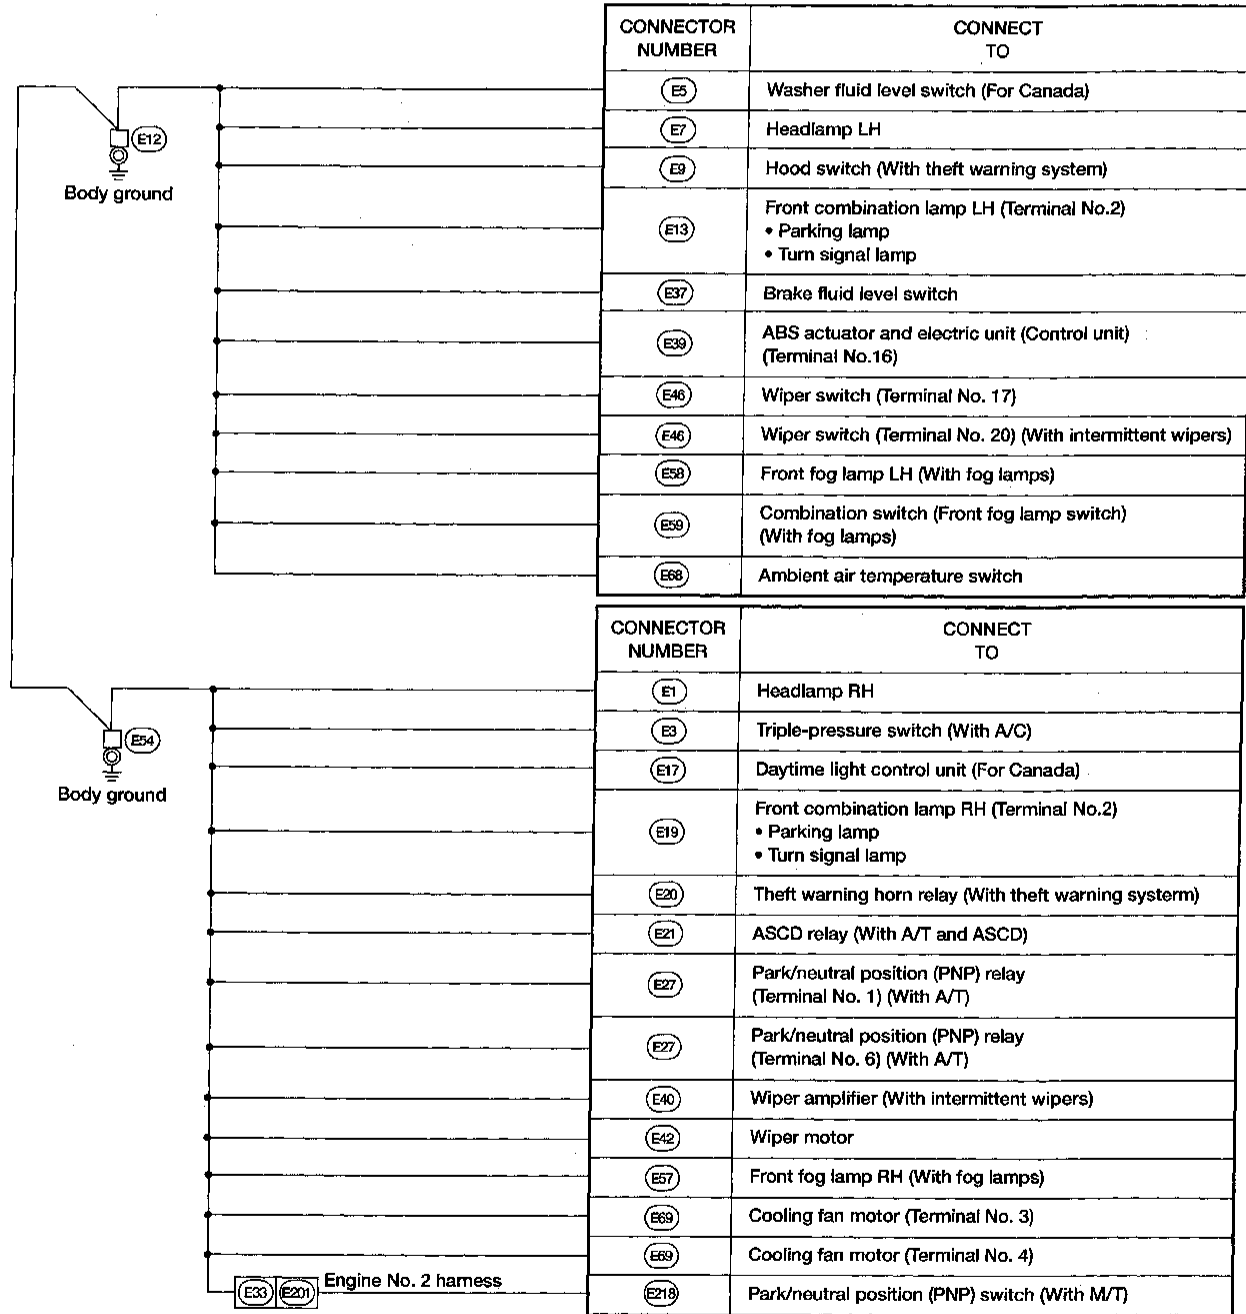 CONNECTOR NUMBER CONNECT TO
E5 Washer fluid level switch (For Canada)
E7 Headlamp LH
E12
E9 Hood switch (With theft warning system)
Body ground
E13 Front combination lamp LH (Terminal No.2)
• Parking lamp
• Turn signal lamp
E37 Brake fluid level switch
E39 ABS actuator and electric unit (Control unit)
(Terminal No.16)
E46 Wiper switch (Terminal No. 17)
E46 Wiper switch (Terminal No. 20) (With intermittent wipers)
E58 Front fog lamp LH (With fog lamps)
E59 Combination switch (Front fog lamp switch)
(With fog lamps)
E68 Ambient air temperature switch
CONNECTOR NUMBER CONNECT TO
E1 Headlamp RH
E3 Triple-pressure switch (With A/C)
E54
E17 Daytime light control unit (For Canada)
Body ground
E19 Front combination lamp RH (Terminal No.2)
• Parking lamp
• Turn signal lamp
E20 Theft warning horn relay (With theft warning systerm)
E21 ASCD relay (With A/T and ASCD)
E27 Park/neutral position (PNP) relay
(Terminal No. 1) (With A/T)
E27 Park/neutral position (PNP) relay
(Terminal No. 6) (With A/T)
E40 Wiper amplifier (With intermittent wipers)
E42 Wiper motor
E57 Front fog lamp RH (With fog lamps)
E69 Cooling fan motor (Terminal No. 3)
E69 Cooling fan motor (Terminal No. 4)
E33 E201 Engine No. 2 harness E218 Park/neutral position (PNP) switch (With M/T)